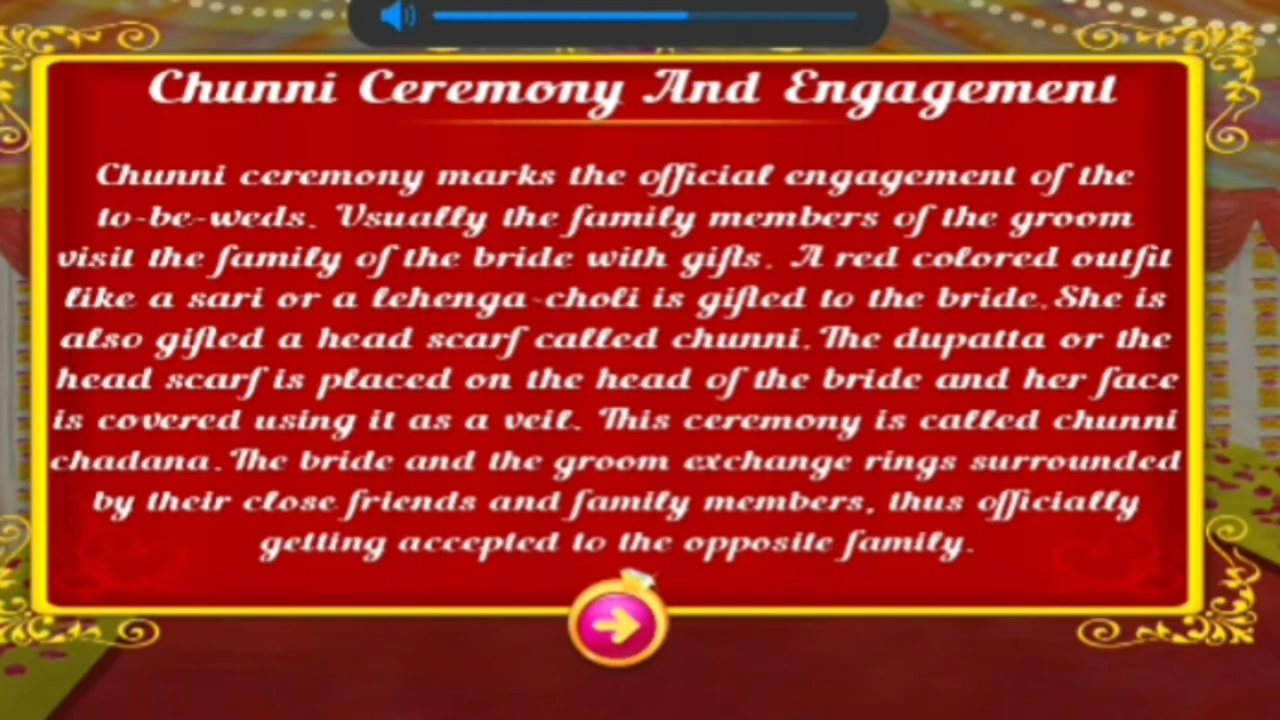 Chunni Ceremony And Engagement
Chunni ceremony marks the official engagement of the
to-be-weds. Usually the family members of the groom
visit the family of the bride with gifts. A red colored outfit
like a sari or a lehenga-choli is gifted to the bride.She is
also gifted a head scarf called chunni.The dupatta or the
head scarf is placed on the head of the bride and her face
is covered using it as a veil. This ceremony is called chunni
chadana.The bride and the groom exchange rings surrounded
by their close friends and family members, thus officially
getting accepted to the opposite family.